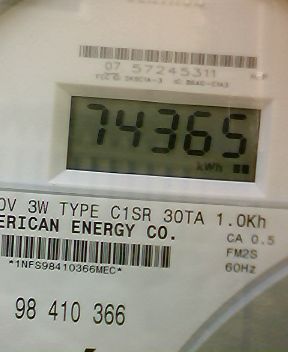 07 57245311
74365
kWh
0V 3W TYPE C1SR 30TA 1.0Kh
ERICAN ENERGY CO.
CA 0.5
FM2S
*1NFS98410366MEC*
60Hz
98 410 366